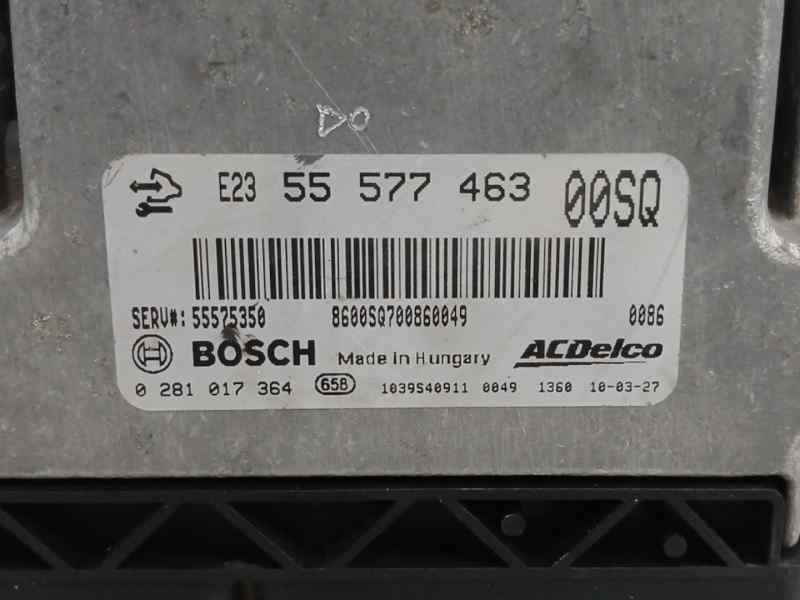 E23 55 577 463 00SQ
SERV#: 55575350 8600SQ700860049 0086
BOSCH Made in Hungary ACDelco
0 281 017 364 658 1039S40911 0049 1360 10-03-27